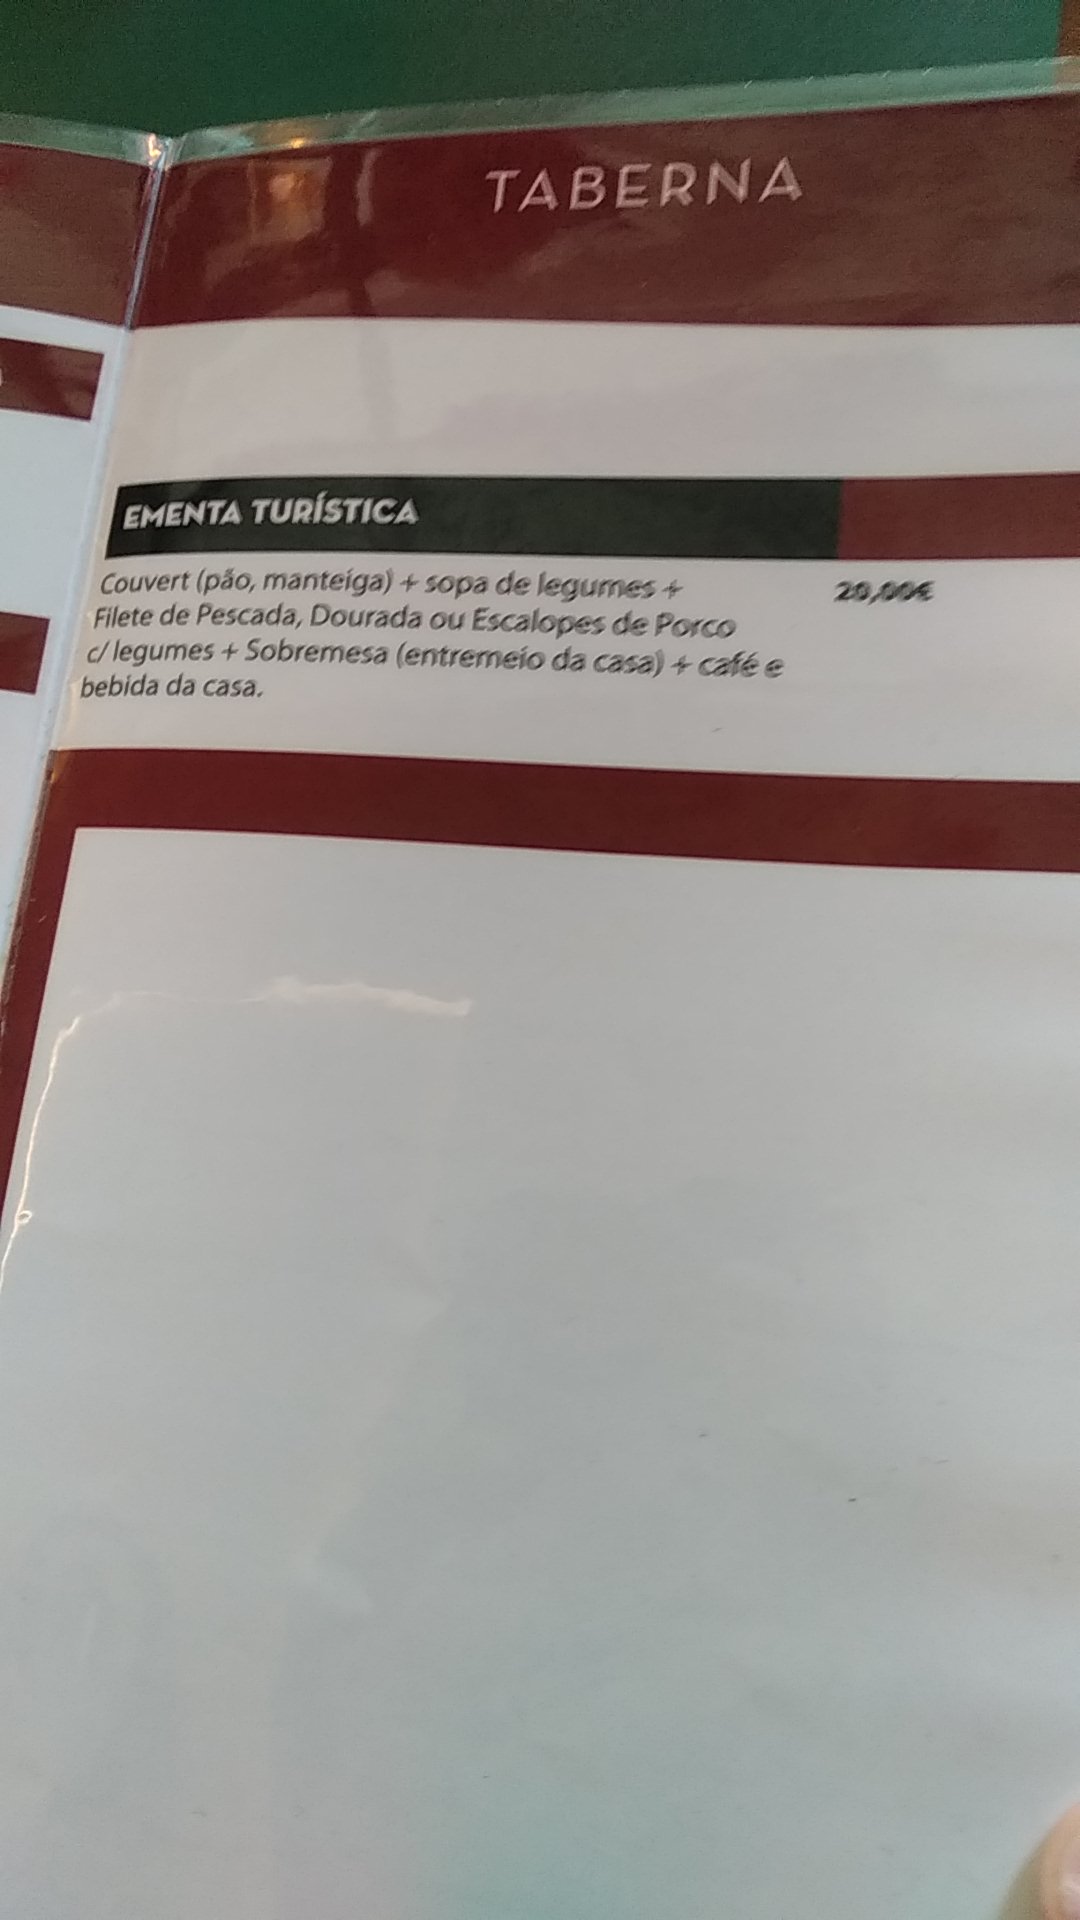 TABERNA
EMENTA TURÍSTICA
Couvert (pão, manteiga) + sopa de legumes + 20,00€
Filete de Pescada, Dourada ou Escalopes de Porco
c/ legumes + Sobremesa (entremeio da casa) + café e
bebida da casa.